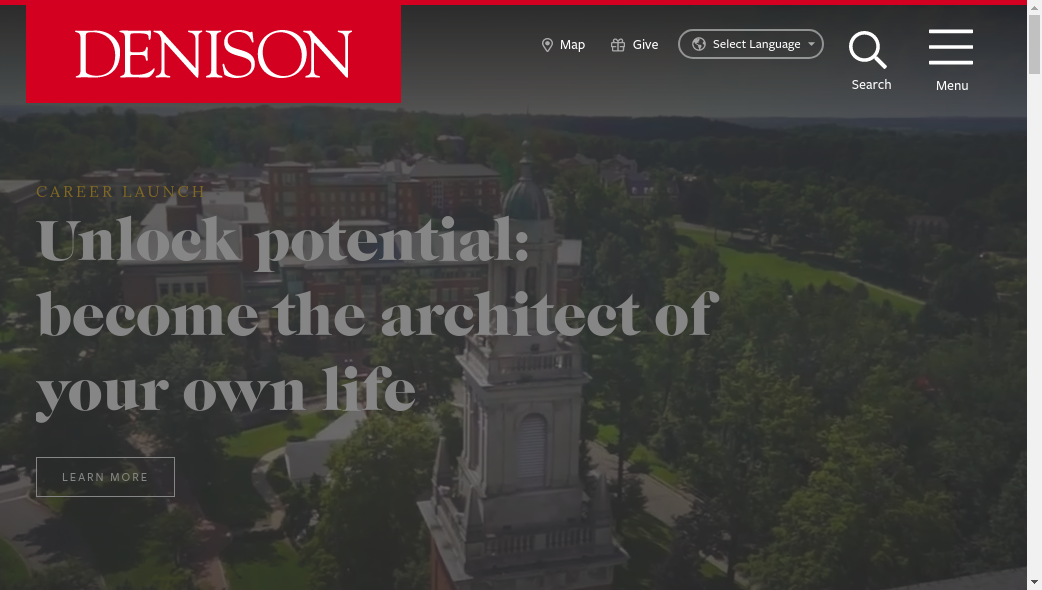 DENISON
Map
Give
Select Language
Search
Menu
CAREER LAUNCH
Unlock potential:
become the architect of
your own life
LEARN MORE